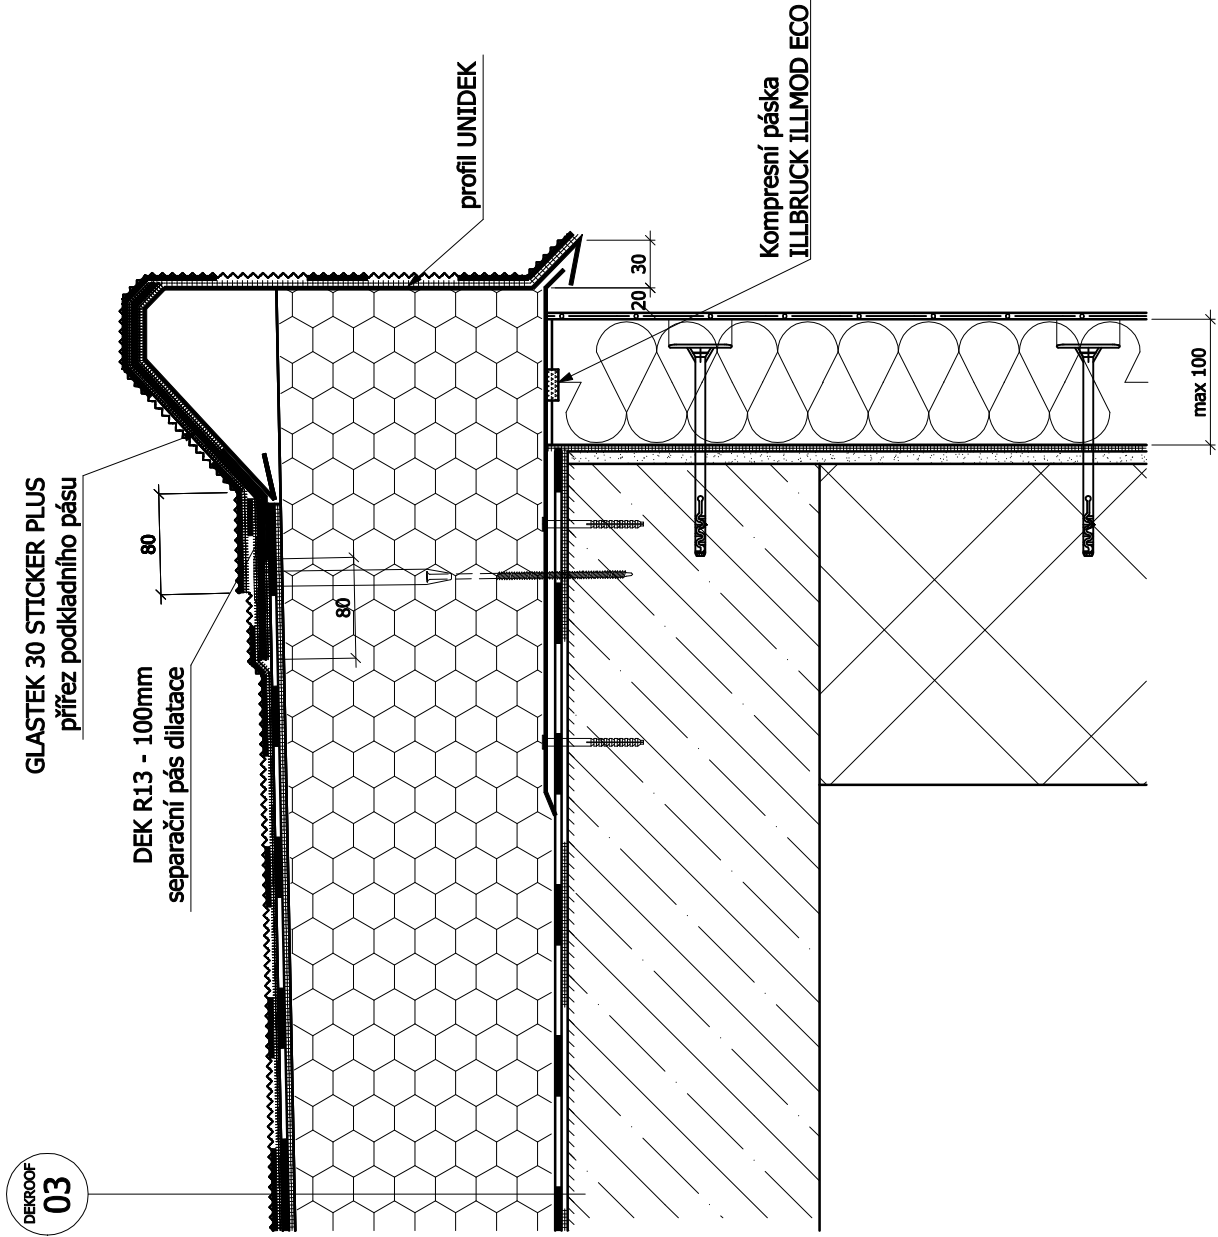 DEKROOF
03
GLASTEK 30 STICKER PLUS
přířez podkladního pásu
DEK R13 - 100mm
separační pás dilatace
80
80
profil UNIDEK
30
20
Kompresní páska
ILLBRUCK ILLMOD ECO
max 100